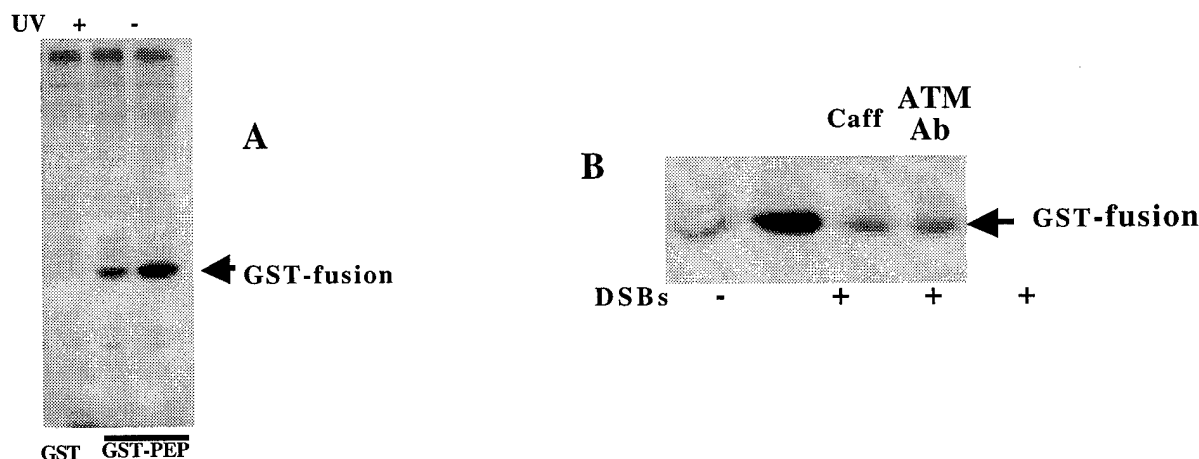 UV + -
A
GST-fusion
GST GST-PEP
B
Caff ATM
Ab
GST-fusion
DSBs - + + +